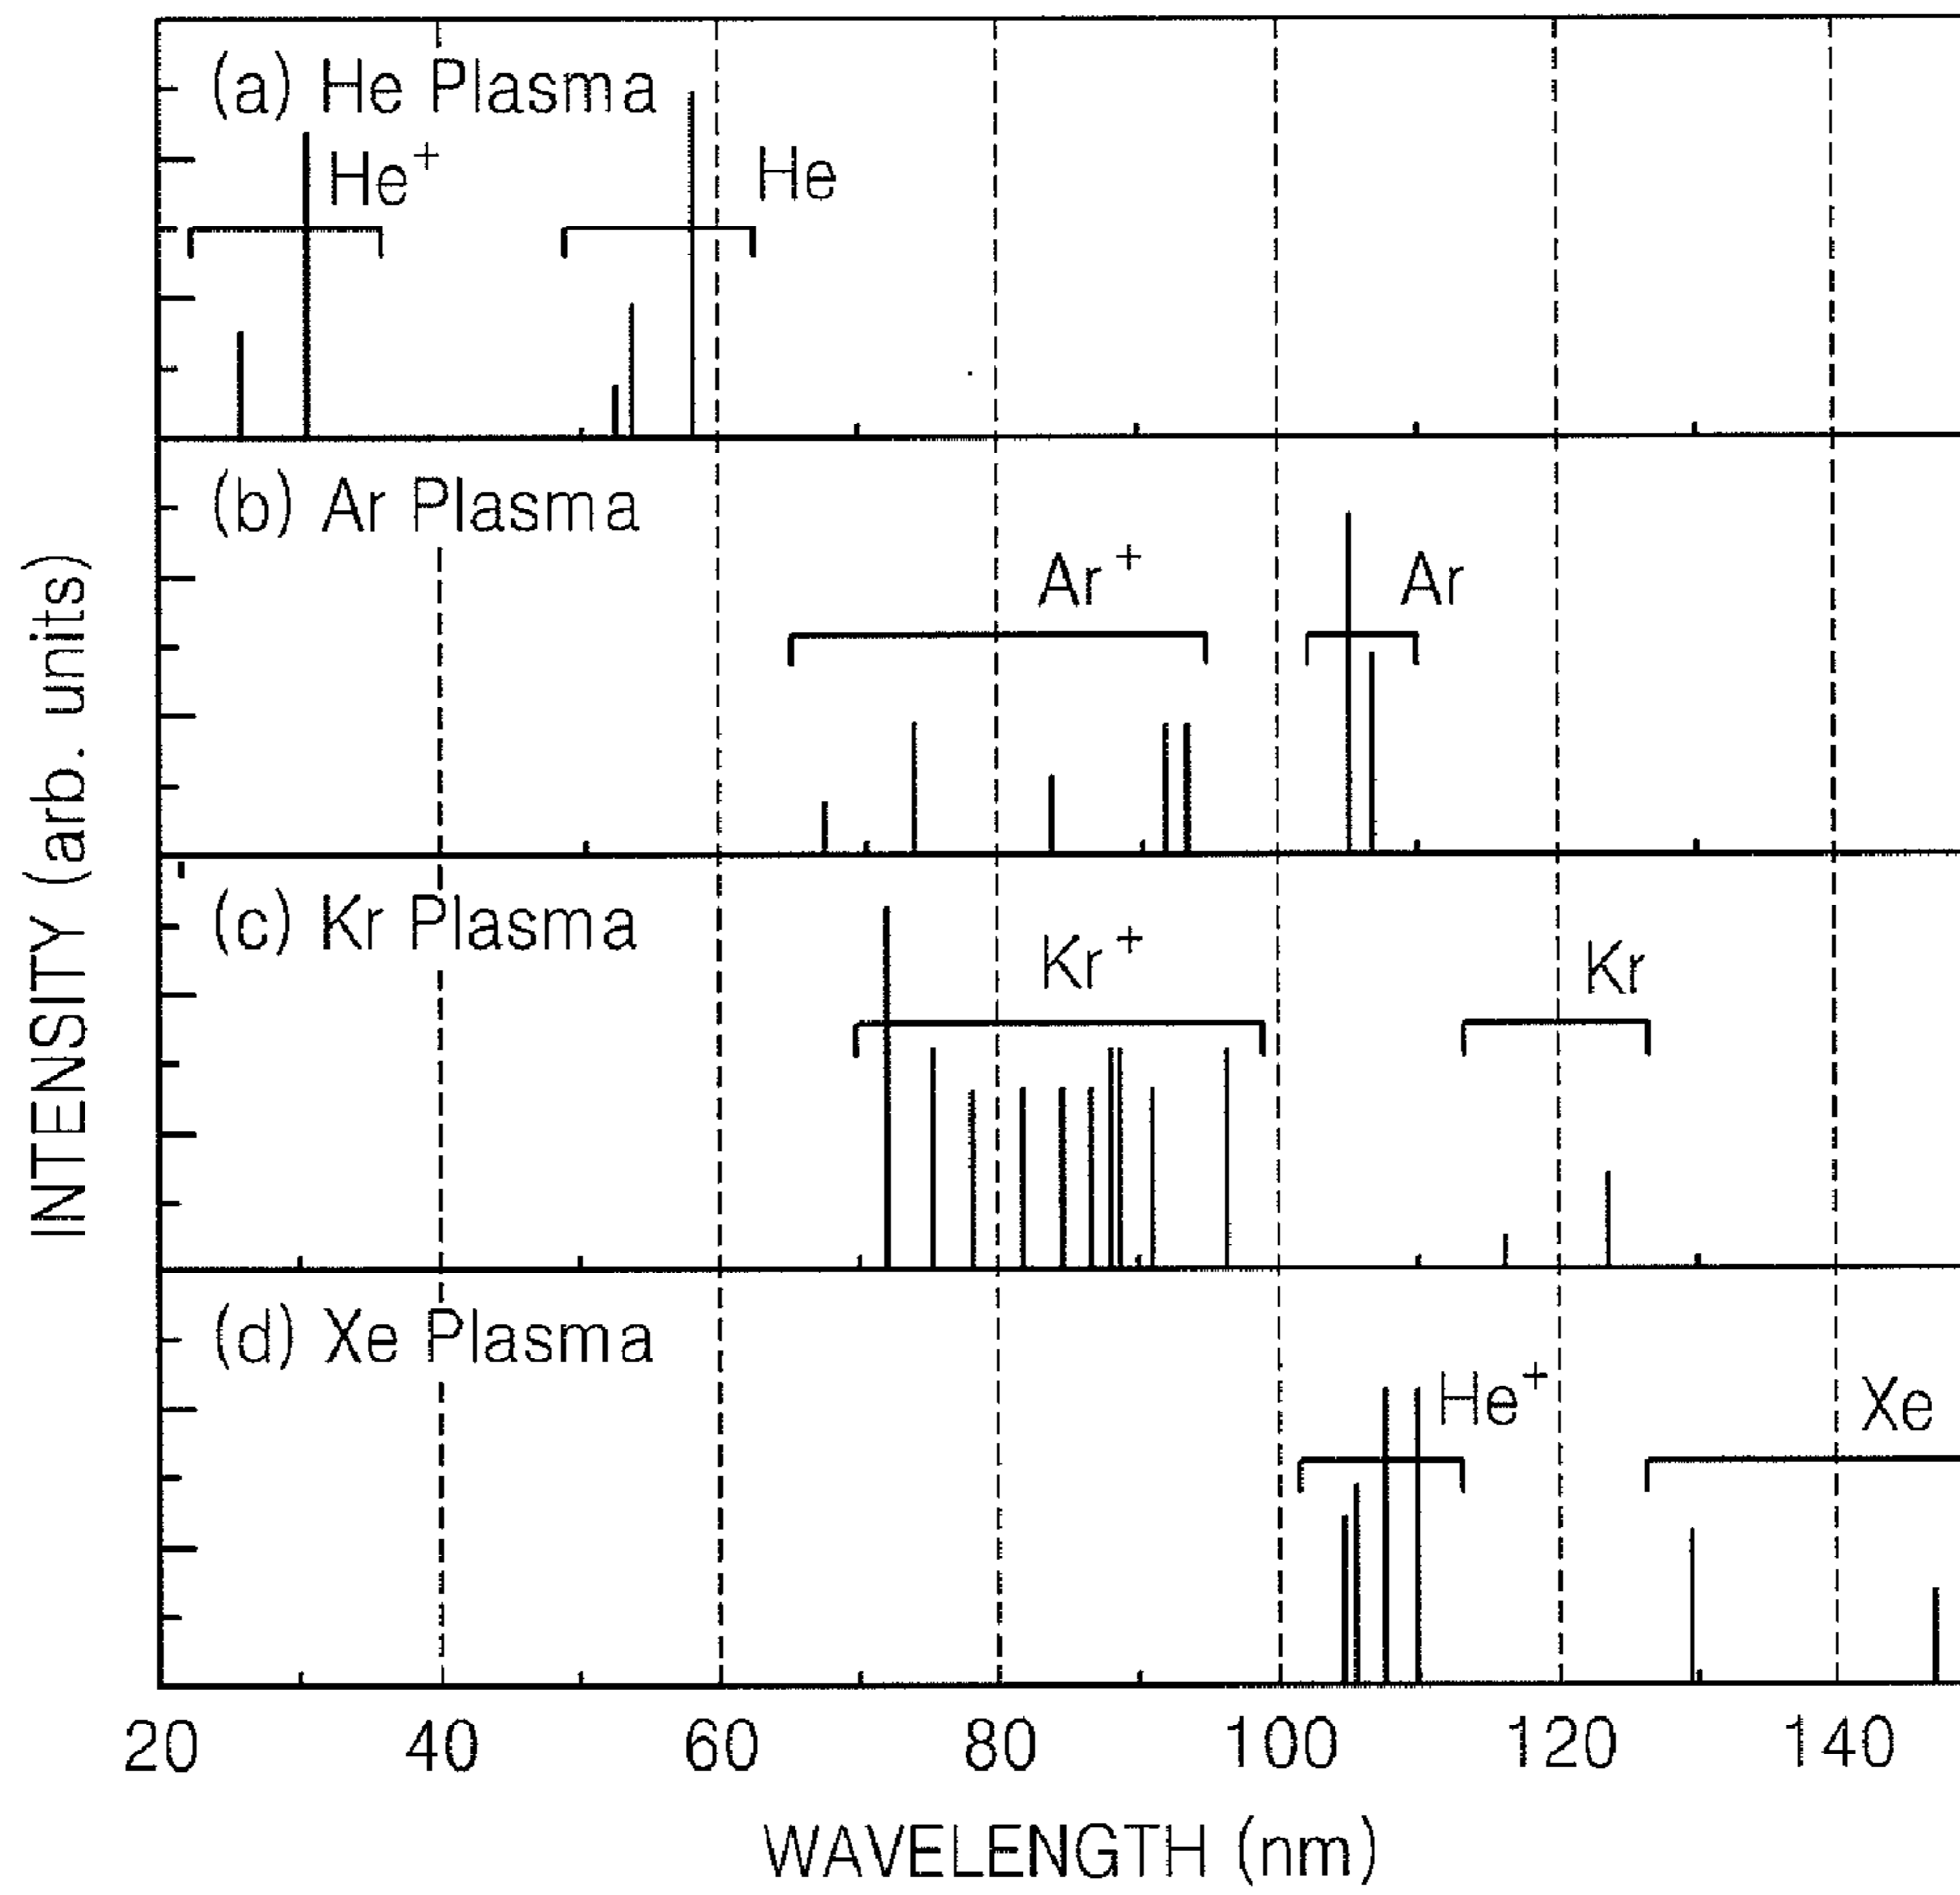 (a) He Plasma
He⁺
He
(b) Ar Plasma
Ar⁺
Ar
(c) Kr Plasma
Kr⁺
Kr
(d) Xe Plasma
He⁺
Xe
INTENSITY (arb. units)
20 40 60 80 100 120 140
WAVELENGTH (nm)